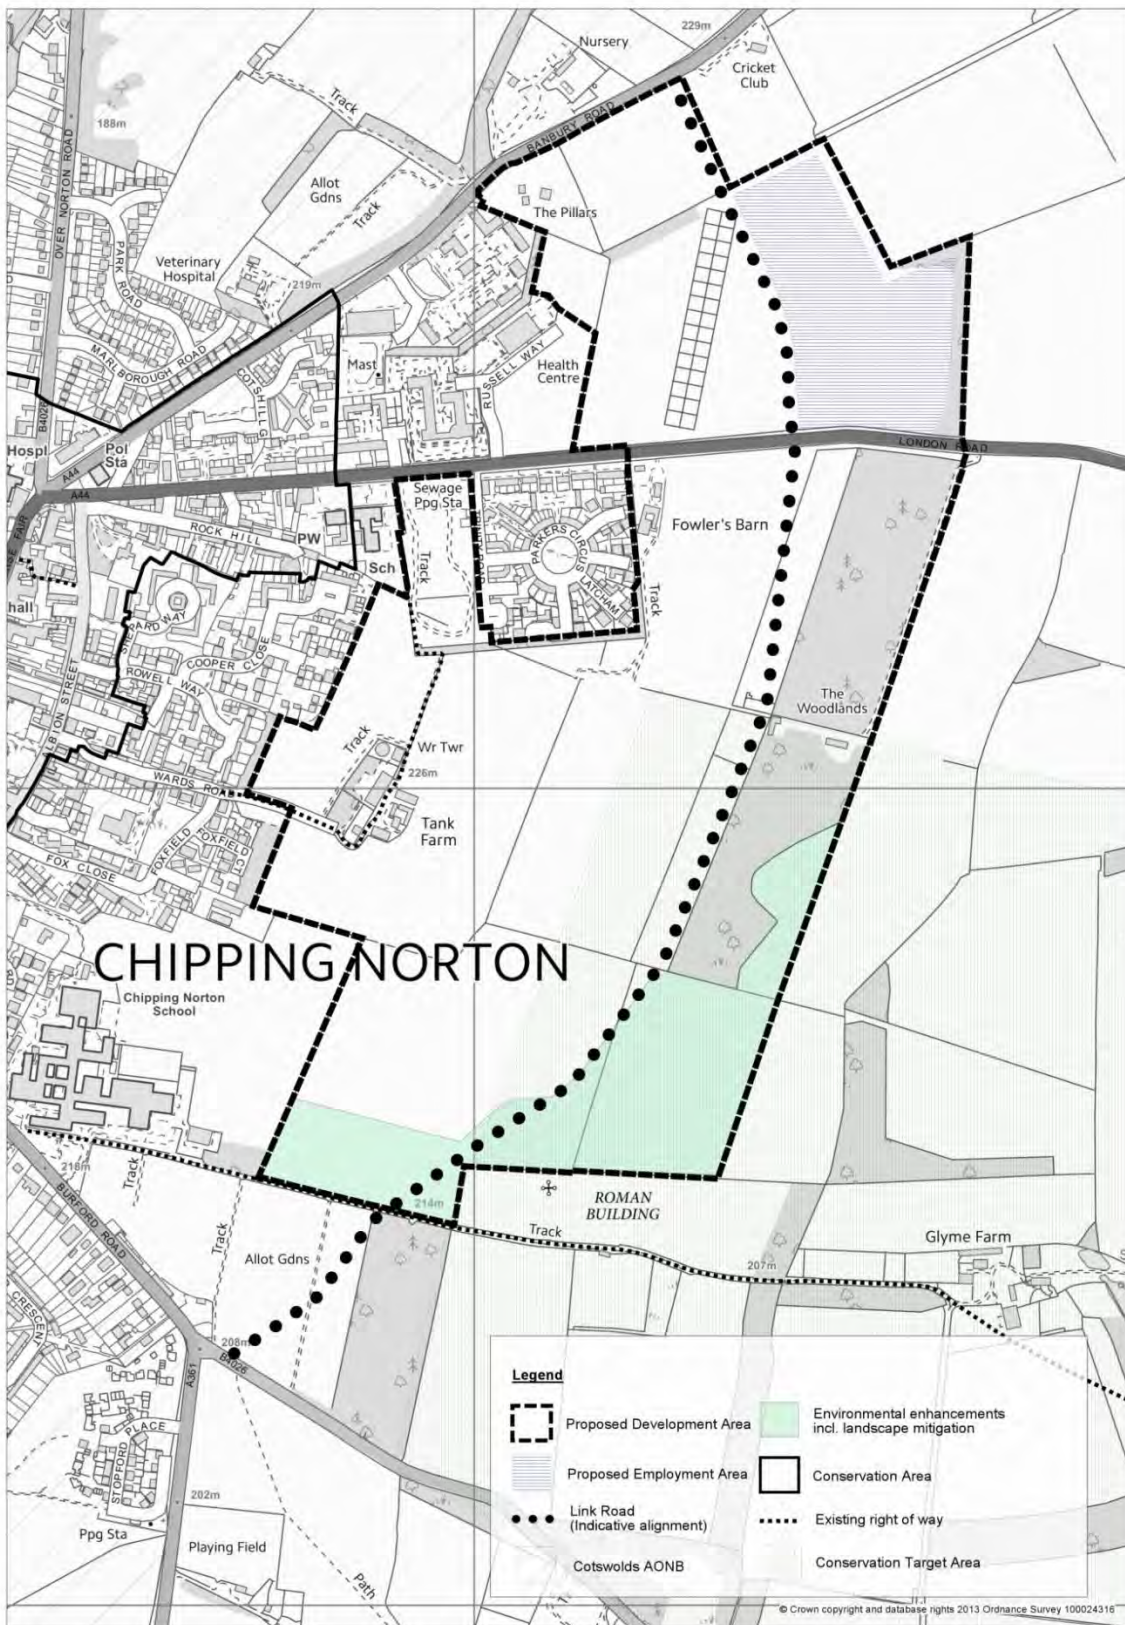 229m
Nursery
Cricket
Club
Track
188m
BANBURY ROAD
OVER NORTON ROAD
Allot
Gdns
Track
The Pillars
PARK ROAD
Veterinary
Hospital
219m
MARLBOROUGH ROAD
Mast
RUSSELL WAY
Health
Centre
B4026
Hospl
Pol
Sta
A44
A44
LONDON ROAD
Sewage
Ppg Sta
ROCK HILL
PW
PARKERS CIRCUS
Fowler's Barn
Sch
Track
LATCHAM
Track
hall
SHEPARD WAY
COOPER CLOSE
ROWELL WAY
ALBION STREET
The
Woodlands
Track
Wr Twr
226m
WARDS ROAD
Tank
Farm
FOXFIELD
FOXFIELD CT
FOX CLOSE
CHIPPING NORTON
Chipping Norton
School
218m
Track
214m
ROMAN
BUILDING
BURFORD ROAD
Track
Track
Glyme Farm
Allot Gdns
207m
CRESCENT
208m
B4026
A361
STOPFORD PLACE
202m
Ppg Sta
Playing Field
Path
Legend
Proposed Development Area
Environmental enhancements
incl. landscape mitigation
Proposed Employment Area
Conservation Area
Link Road
(Indicative alignment)
Existing right of way
Cotswolds AONB
Conservation Target Area
© Crown copyright and database rights 2013 Ordnance Survey 100024316